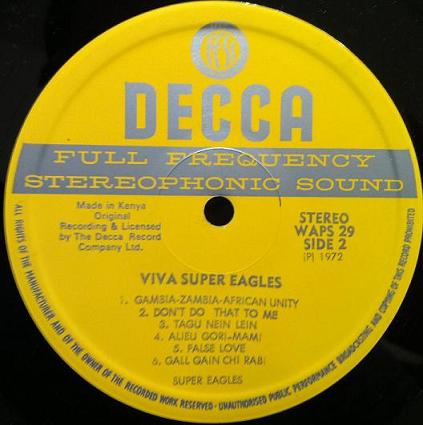 ffss
DECCA
FULL FREQUENCY
STEREOPHONIC SOUND
Made in Kenya
Original
Recording & Licensed
by The Decca Record
Company Ltd.
STEREO
WAPS 29
SIDE 2
(P) 1972
VIVA SUPER EAGLES
1. GAMBIA-ZAMBIA-AFRICAN UNITY
2. DON'T DO THAT TO ME
3. TAGU NEIN LEIN
4. ALIEU GORI-MAMI
5. FALSE LOVE
6. GALL GAIN CHI RABI
SUPER EAGLES
ALL RIGHTS OF THE MANUFACTURER AND OF THE OWNER OF THE RECORDED WORK RESERVED · UNAUTHORISED PUBLIC PERFORMANCE BROADCASTING AND COPYING OF THIS RECORD PROHIBITED